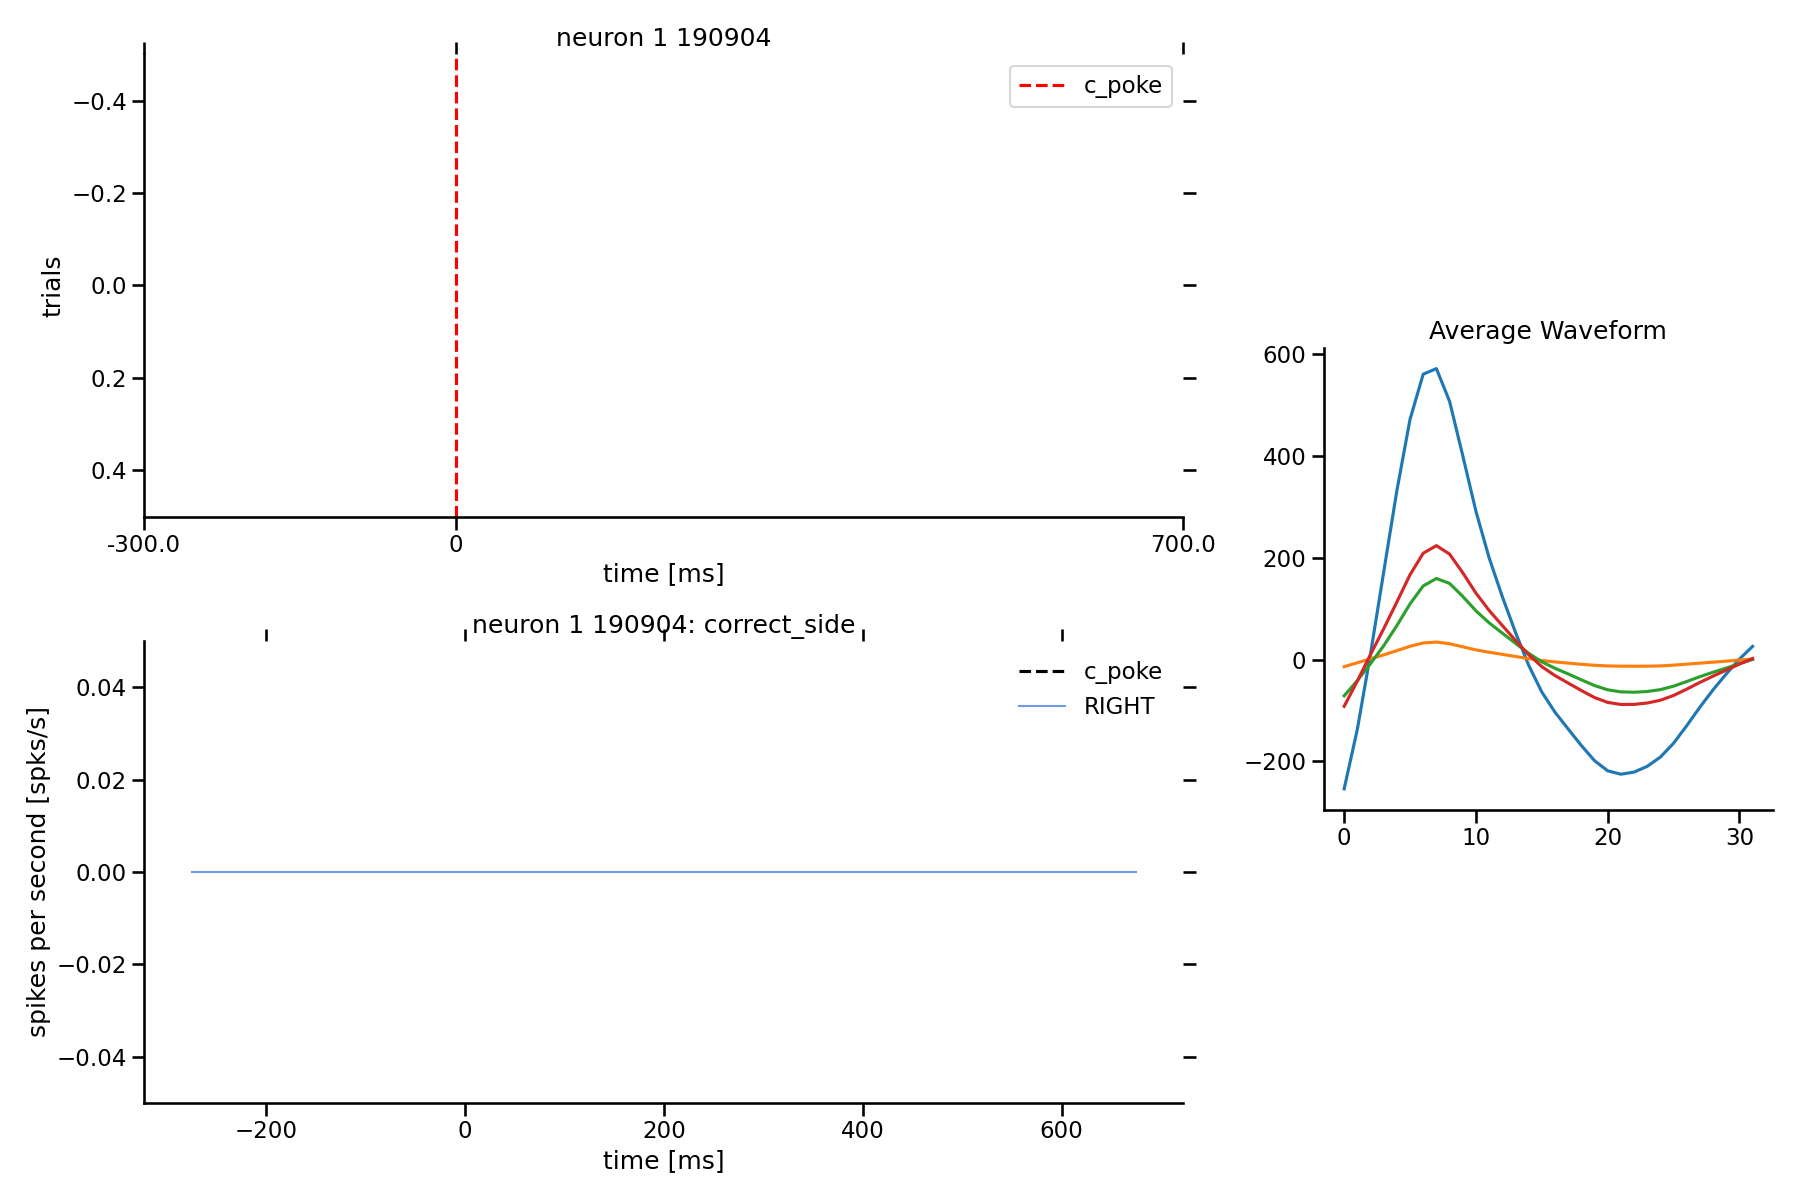 neuron 1 190904
c_poke
−0.4
−0.2
0.0
0.2
0.4
trials
-300.0 0 700.0
time [ms]
neuron 1 190904: correct_side
c_poke
RIGHT
0.04
0.02
0.00
−0.02
−0.04
spikes per second [spks/s]
−200 0 200 400 600
time [ms]
Average Waveform
600
400
200
0
−200
0 10 20 30